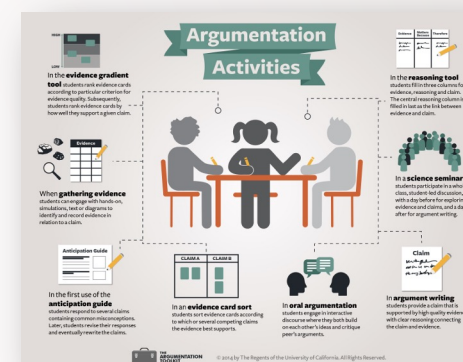 Argumentation
Activities
HIGH
LOW
In the evidence gradient
tool students rank evidence cards
according to particular criterion for
evidence quality. Subsequently,
students rank evidence cards by
how well they support a given claim.
Evidence
When gathering evidence
students can engage with hands-on,
simulations, text or diagrams to
identify and record evidence in
relation to a claim.
Anticipation Guide
In the first use of the
anticipation guide
students respond to several claims
containing common misconceptions.
Later, students revise their responses
and eventually rewrite the claims.
CLAIM A CLAIM B
In an evidence card sort
students sort evidence cards according
to which or several competing claims
the evidence best supports.
In oral argumentation
students engage in interactive
discourse where they both build
on each other's ideas and critique
peer's arguments.
Evidence
Therefore
In the reasoning tool
students fill in three columns fo
evidence, reasoning and claim.
The central reasoning column i
filled in last as the link between
evidence and claim.
In a science seminar
students participate in a who
class, student-led discussion,
with a day before for explorin
evidence and claims, and a da
after for argument writing.
Claim
In argument writing
students provide a claim that is
supported by high quality eviden
with clear reasoning connecting
the claim and evidence.
THE
ARGUMENTATION
TOOLKIT
© 2014 by The Regents of the University of California. All Rights Reserved.